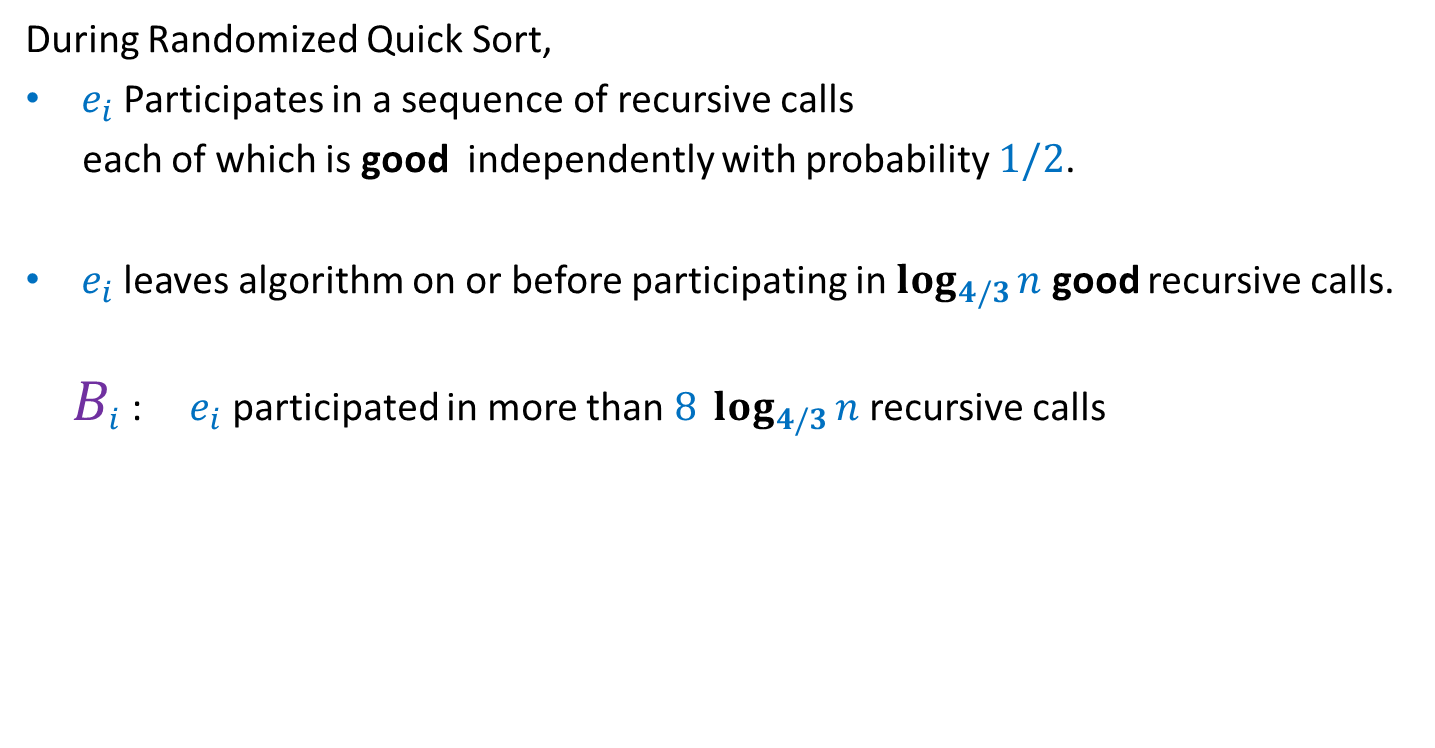 During Randomized Quick Sort,
• e_i Participates in a sequence of recursive calls
each of which is good independently with probability 1/2.
• e_i leaves algorithm on or before participating in log_{4/3} n good recursive calls.
B_i : e_i participated in more than 8 log_{4/3} n recursive calls